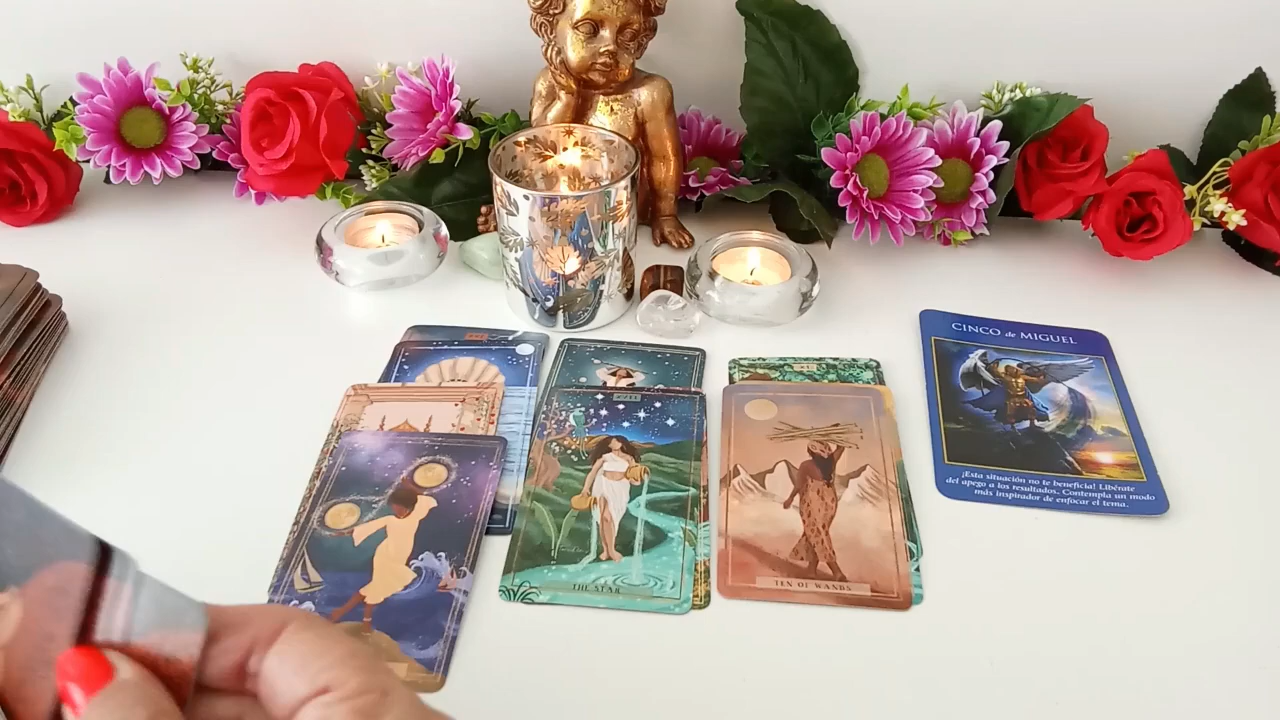 CINCO de MIGUEL
¡Esta situación no te beneficia! Libérate
del apego a los resultados. Contempla un modo
más inspirador de enfocar el tema.
XVII
THE STAR
TEN OF WANDS